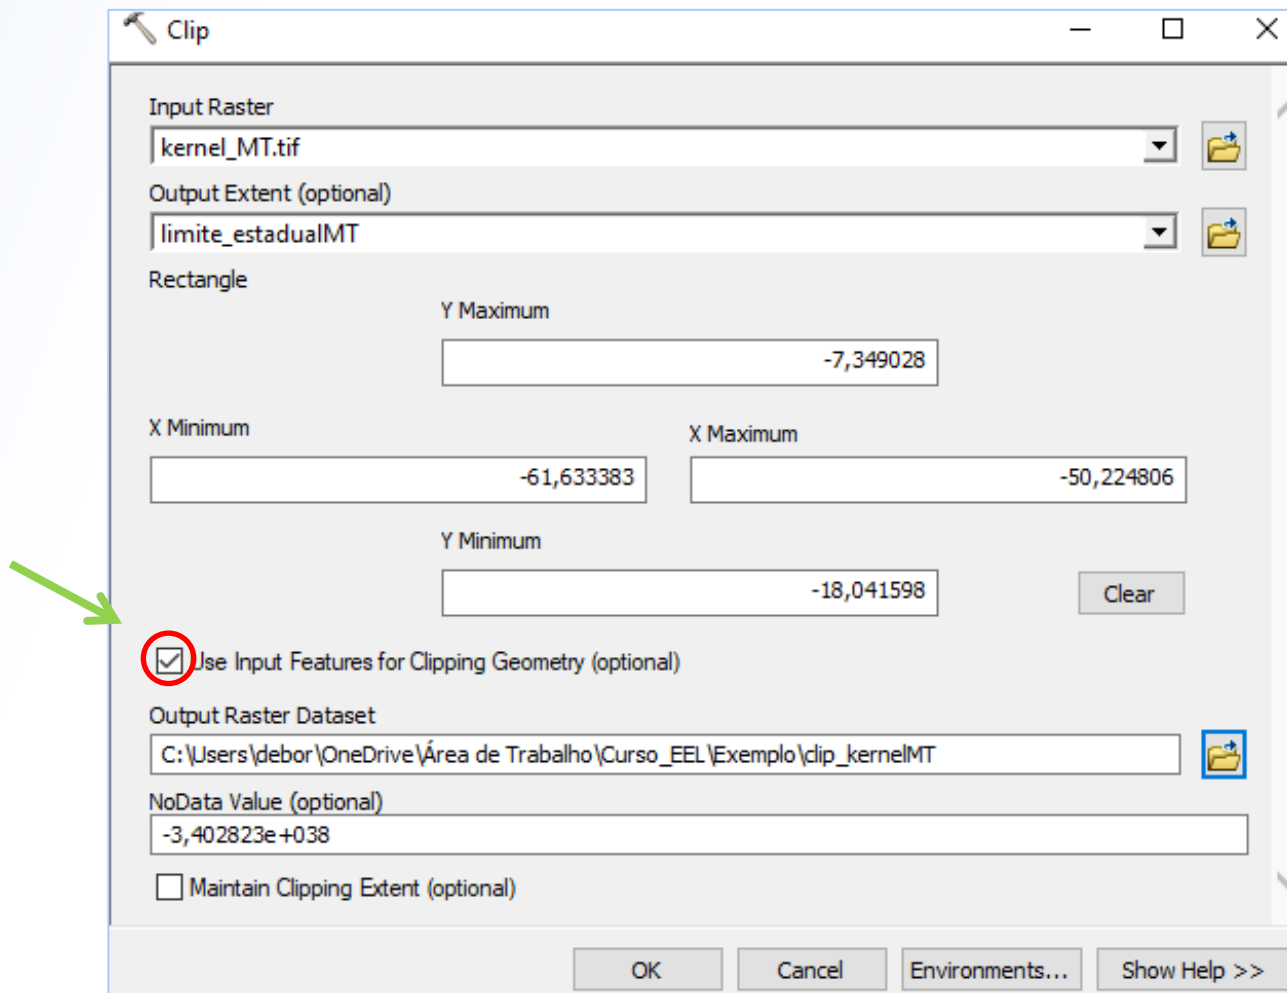 Clip
Input Raster
kernel_MT.tif
Output Extent (optional)
limite_estadualMT
Rectangle
Y Maximum
-7,349028
X Minimum
X Maximum
-61,633383
-50,224806
Y Minimum
-18,041598
Clear
Use Input Features for Clipping Geometry (optional)
Output Raster Dataset
C:\Users\debor\OneDrive\Área de Trabalho\Curso_EEL\Exemplo\clip_kernelMT
NoData Value (optional)
-3,402823e+038
Maintain Clipping Extent (optional)
OK Cancel Environments... Show Help >>